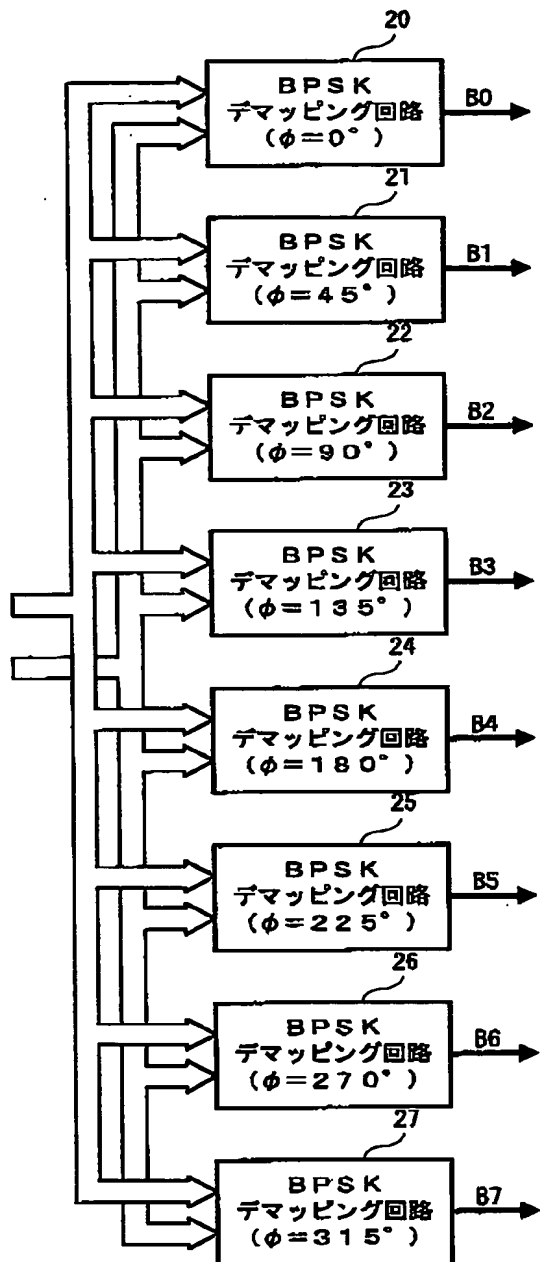 20
BPSK
デマッピング回路
(φ=0°)
B0
21
BPSK
デマッピング回路
(φ=45°)
B1
22
BPSK
デマッピング回路
(φ=90°)
B2
23
BPSK
デマッピング回路
(φ=135°)
B3
24
BPSK
デマッピング回路
(φ=180°)
B4
25
BPSK
デマッピング回路
(φ=225°)
B5
26
BPSK
デマッピング回路
(φ=270°)
B6
27
BPSK
デマッピング回路
(φ=315°)
B7